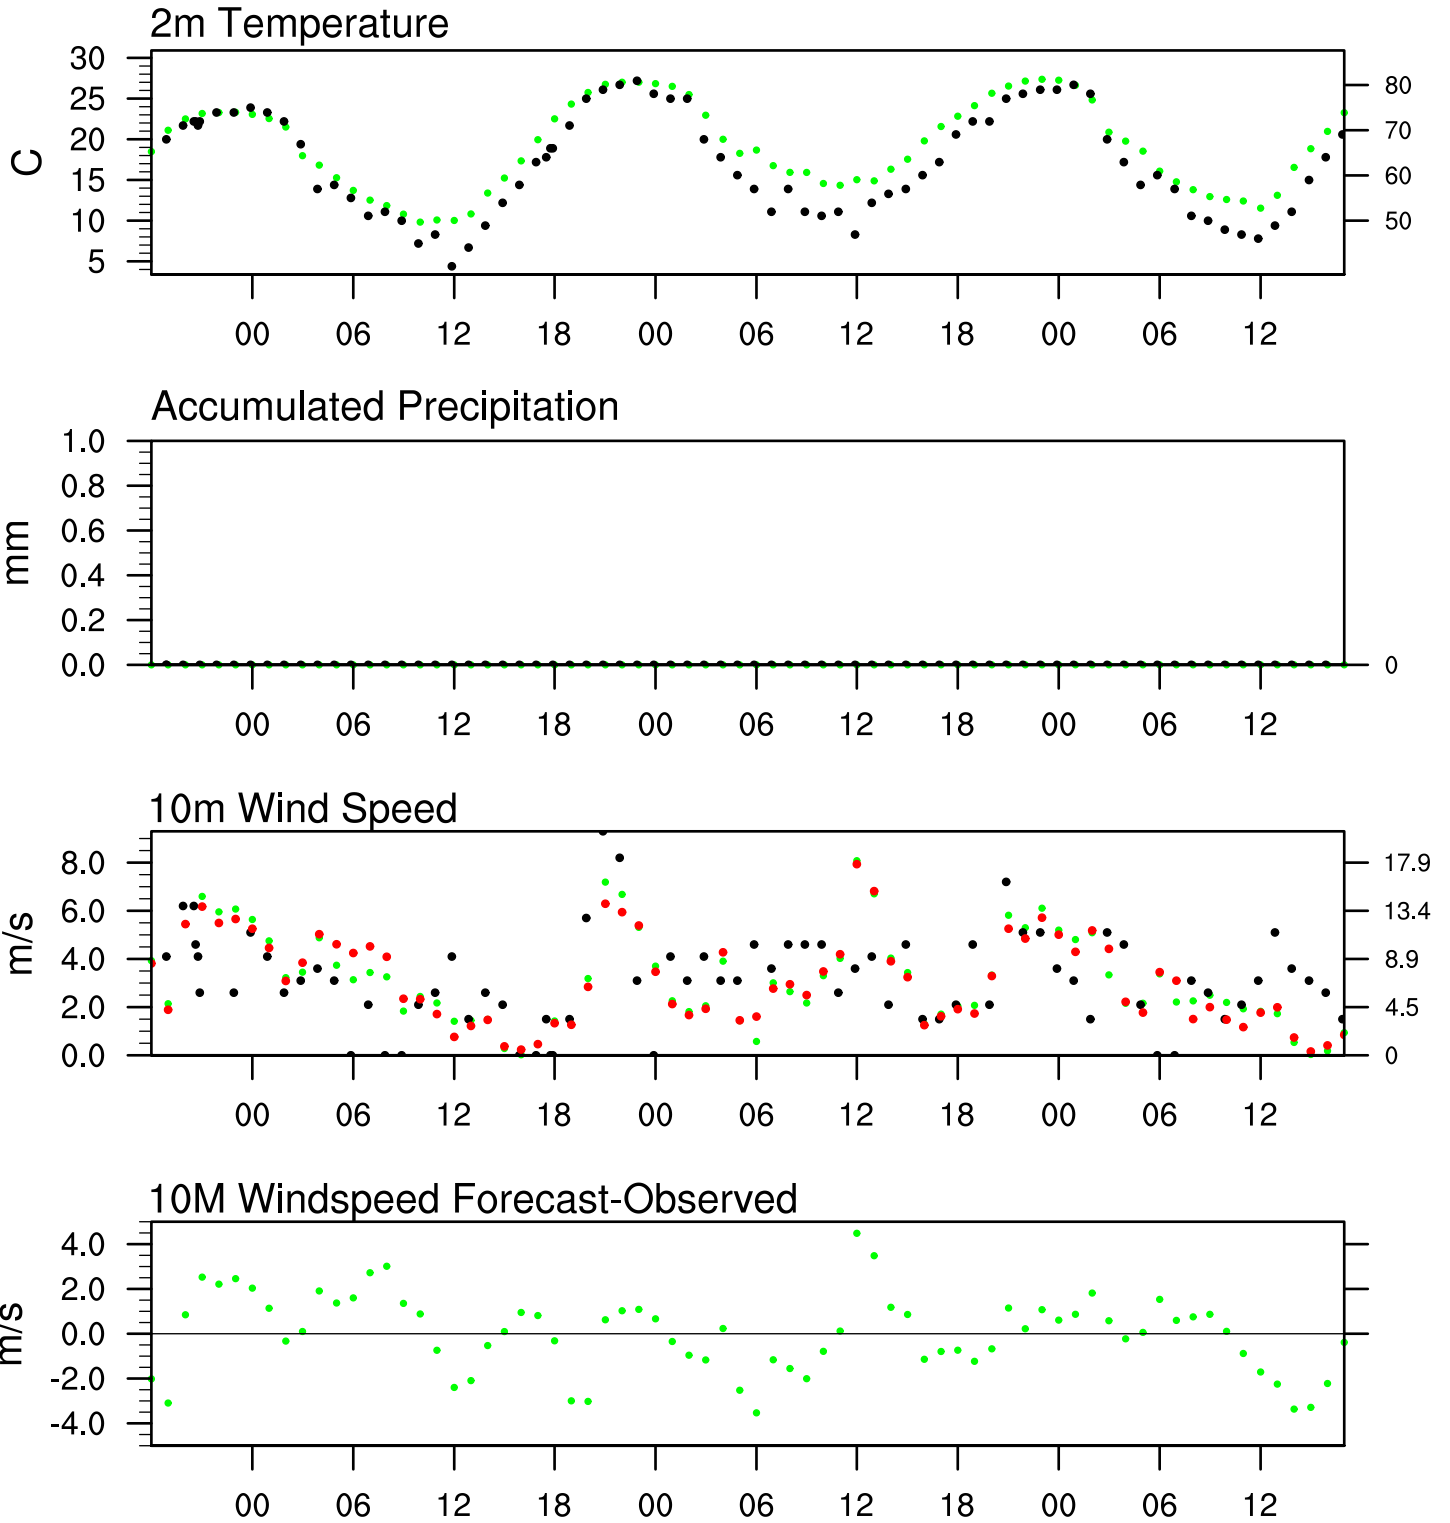 2m Temperature
30
25
20
15
10
5
C
80
70
60
50
00 06 12 18 00 06 12 18 00 06 12
Accumulated Precipitation
1.0
0.8
0.6
0.4
0.2
0.0
mm
0
00 06 12 18 00 06 12 18 00 06 12
10m Wind Speed
8.0
6.0
4.0
2.0
0.0
m/s
17.9
13.4
8.9
4.5
0
00 06 12 18 00 06 12 18 00 06 12
10M Windspeed Forecast-Observed
4.0
2.0
0.0
-2.0
-4.0
m/s
00 06 12 18 00 06 12 18 00 06 12